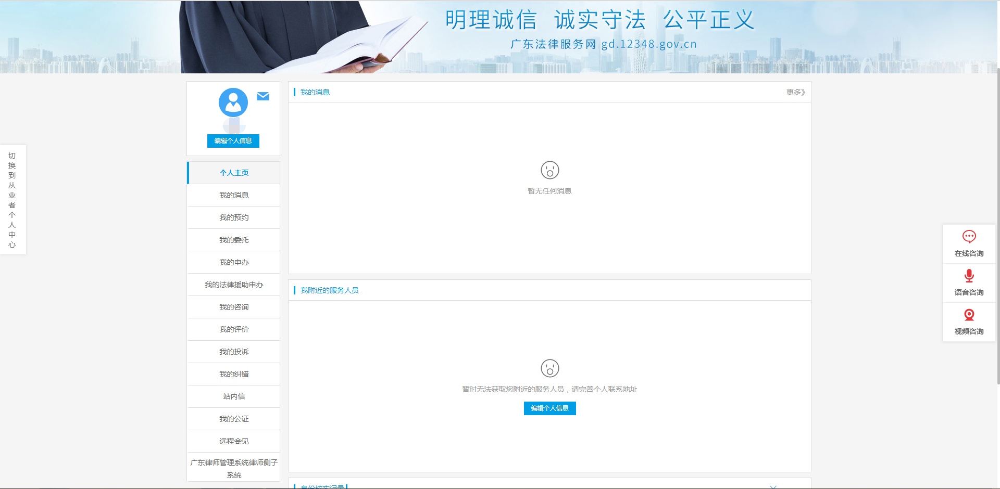 明理诚信 诚实守法 公平正义
广东法律服务网 gd.12348.gov.cn
编辑个人信息
切换到从业者个人中心
个人主页
我的消息
我的预约
我的委托
我的申办
我的法律援助申办
我的咨询
我的评价
我的投诉
我的纠错
站内信
我的公证
远程会见
广东律师管理系统律师侧子
系统
我的消息
更多》
暂无任何消息
我附近的服务人员
暂时无法获取您附近的服务人员，请完善个人联系地址
编辑个人信息
身份核实记录
在线咨询
语音咨询
视频咨询